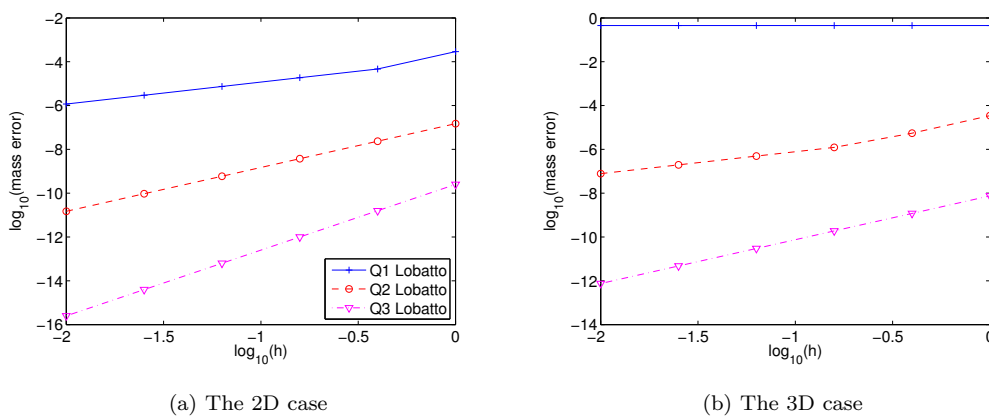 −2
−4
−6
−8
−10
−12
−14
−16
log10(mass error)
−2 −1.5 −1 −0.5 0
log10(h)
Q1 Lobatto
Q2 Lobatto
Q3 Lobatto
(a) The 2D case
0
−2
−4
−6
−8
−10
−12
−14
log10(mass error)
−2 −1.5 −1 −0.5 0
log10(h)
(b) The 3D case